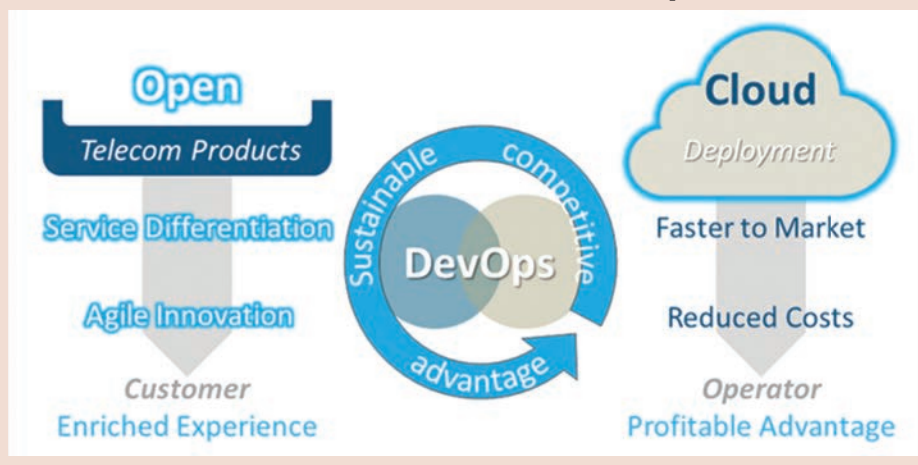 Open
Telecom Products
Service Differentiation
Agile Innovation
Customer
Enriched Experience
Sustainable competitive advantage
DevOps
Cloud
Deployment
Faster to Market
Reduced Costs
Operator
Profitable Advantage